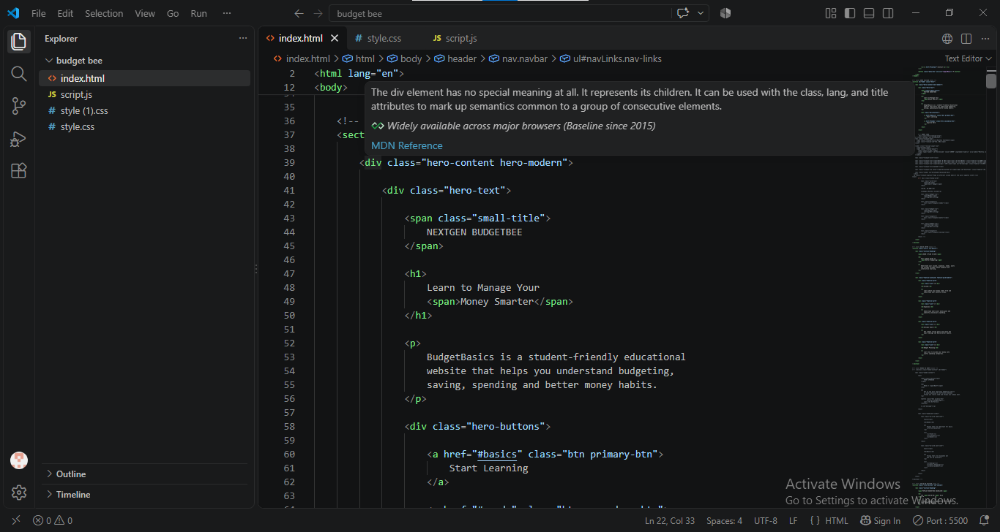 File Edit Selection View Go Run ···
budget bee
Explorer ···
budget bee
index.html
script.js
style (1).css
style.css
Outline
Timeline
index.html
style.css
script.js
index.html > html > body > header > nav.navbar > ul#navLinks.nav-links
Text Editor
2 <html lang="en">
12 <body>
The div element has no special meaning at all. It represents its children. It can be used with the class, lang, and title
attributes to mark up semantics common to a group of consecutive elements.
Widely available across major browsers (Baseline since 2015)
MDN Reference
35
36 <!--
37 <sect
38
39 <div class="hero-content hero-modern">
40
41 <div class="hero-text">
42
43 <span class="small-title">
44 NEXTGEN BUDGETBEE
45 </span>
46
47 <h1>
48 Learn to Manage Your
49 <span>Money Smarter</span>
50 </h1>
51
52 <p>
53 BudgetBasics is a student-friendly educational
54 website that helps you understand budgeting,
55 saving, spending and better money habits.
56 </p>
57
58 <div class="hero-buttons">
59
60 <a href="#basics" class="btn primary-btn">
61 Start Learning
62 </a>
63
Activate Windows
Go to Settings to activate Windows.
0 0
Ln 22, Col 33 Spaces: 4 UTF-8 LF { } HTML Sign In Port : 5500